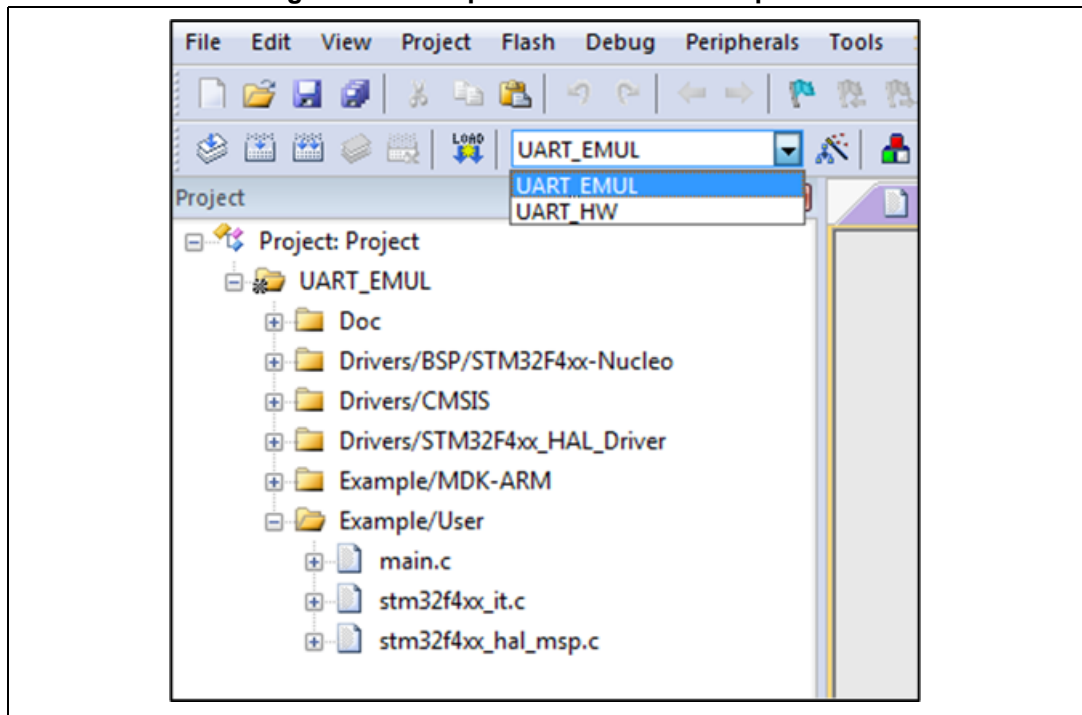 File Edit View Project Flash Debug Peripherals Tools
LOAD UART_EMUL
UART_EMUL
Project
UART_HW
Project: Project
UART_EMUL
Doc
Drivers/BSP/STM32F4xx-Nucleo
Drivers/CMSIS
Drivers/STM32F4xx_HAL_Driver
Example/MDK-ARM
Example/User
main.c
stm32f4xx_it.c
stm32f4xx_hal_msp.c